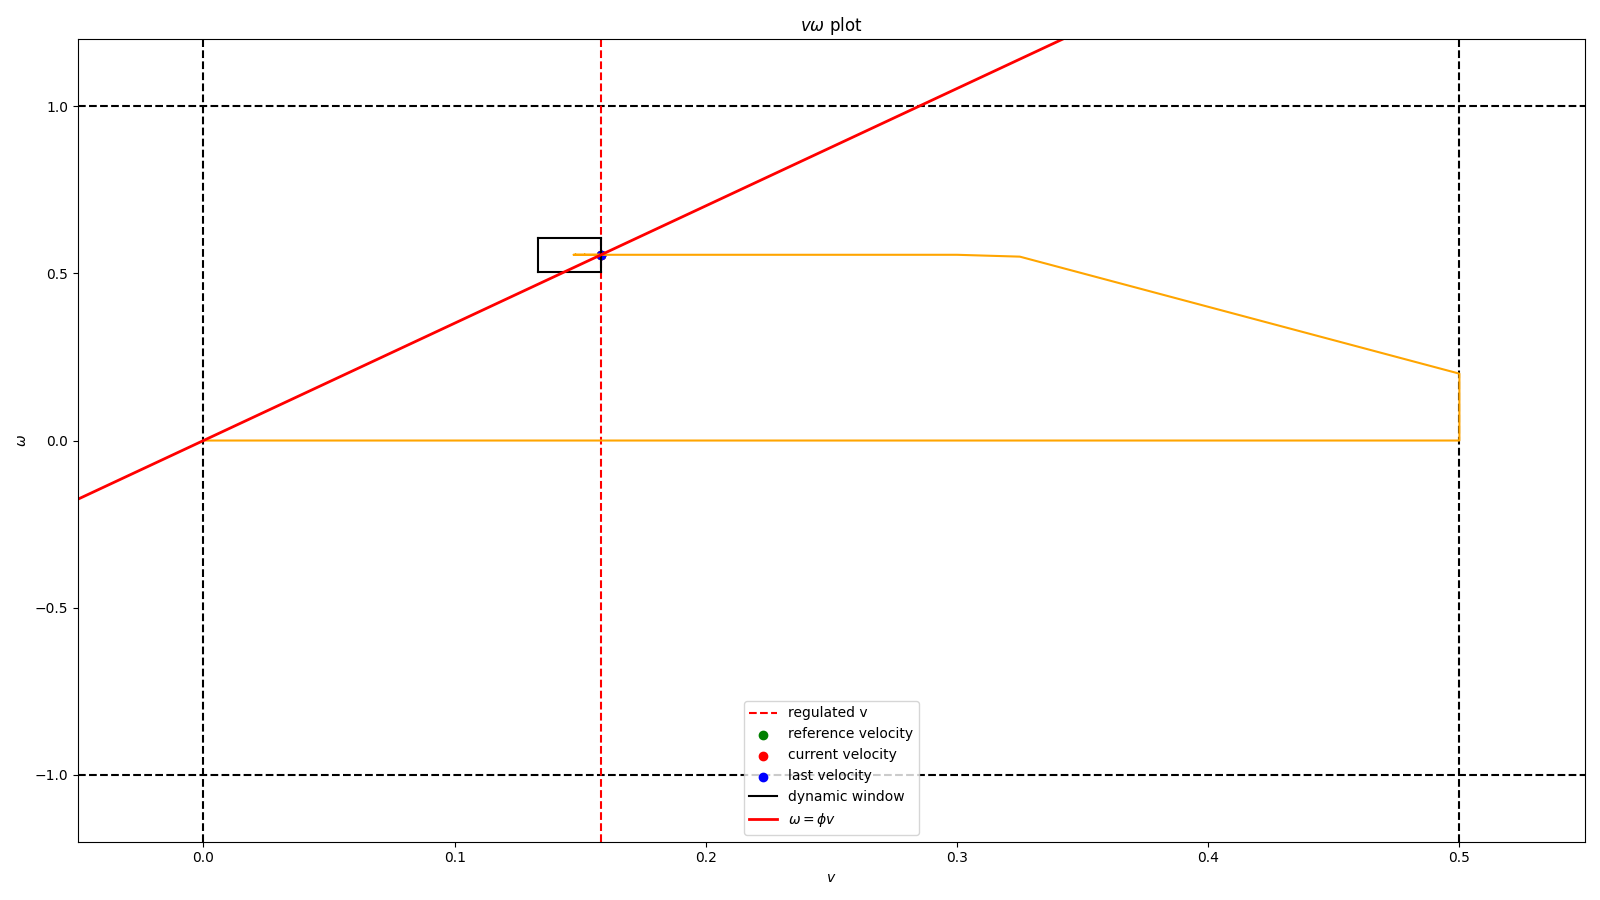 vω plot
1.0
0.5
0.0
−0.5
−1.0
ω
regulated v
reference velocity
current velocity
last velocity
dynamic window
ω = ϕv
0.0 0.1 0.2 0.3 0.4 0.5
v